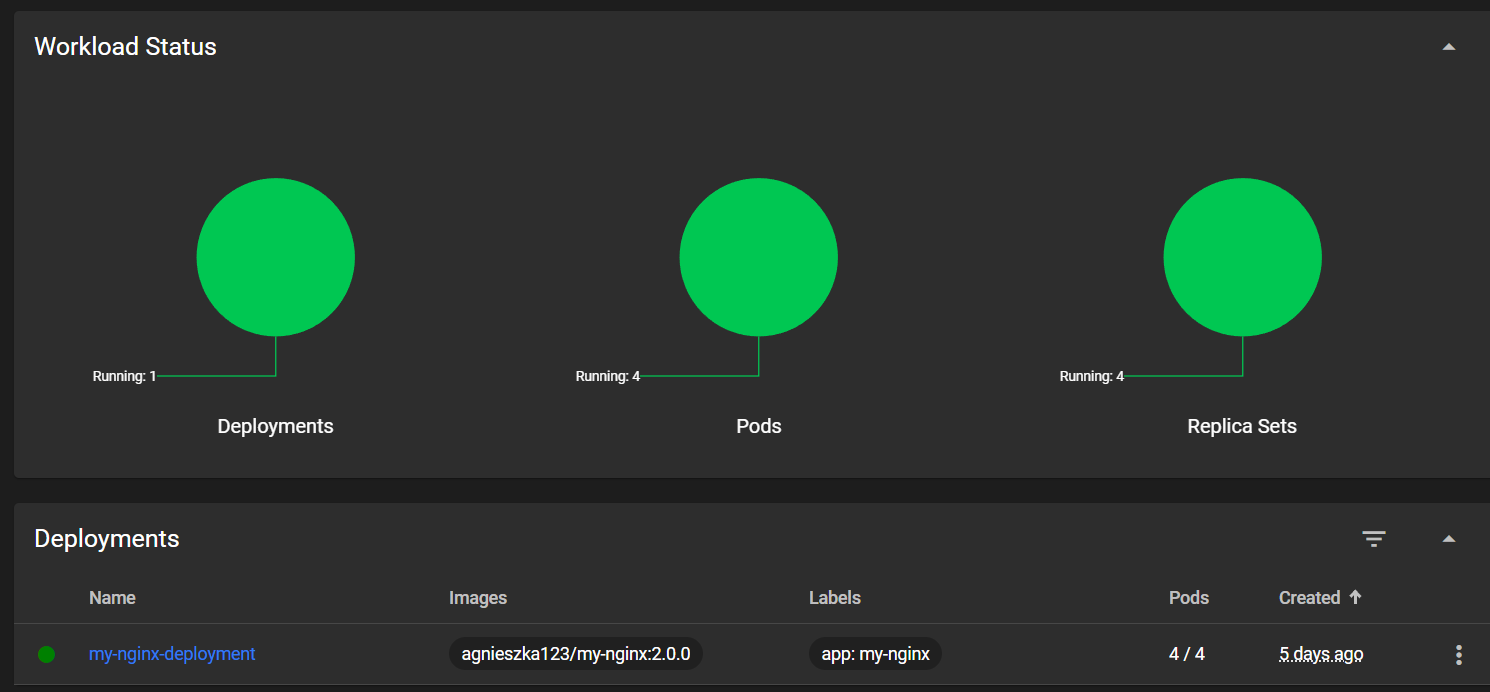 Workload Status
Running: 1 Running: 4 Running: 4
Deployments Pods Replica Sets
Deployments
Name Images Labels Pods Created
my-nginx-deployment agnieszka123/my-nginx:2.0.0 app: my-nginx 4 / 4 5 days ago